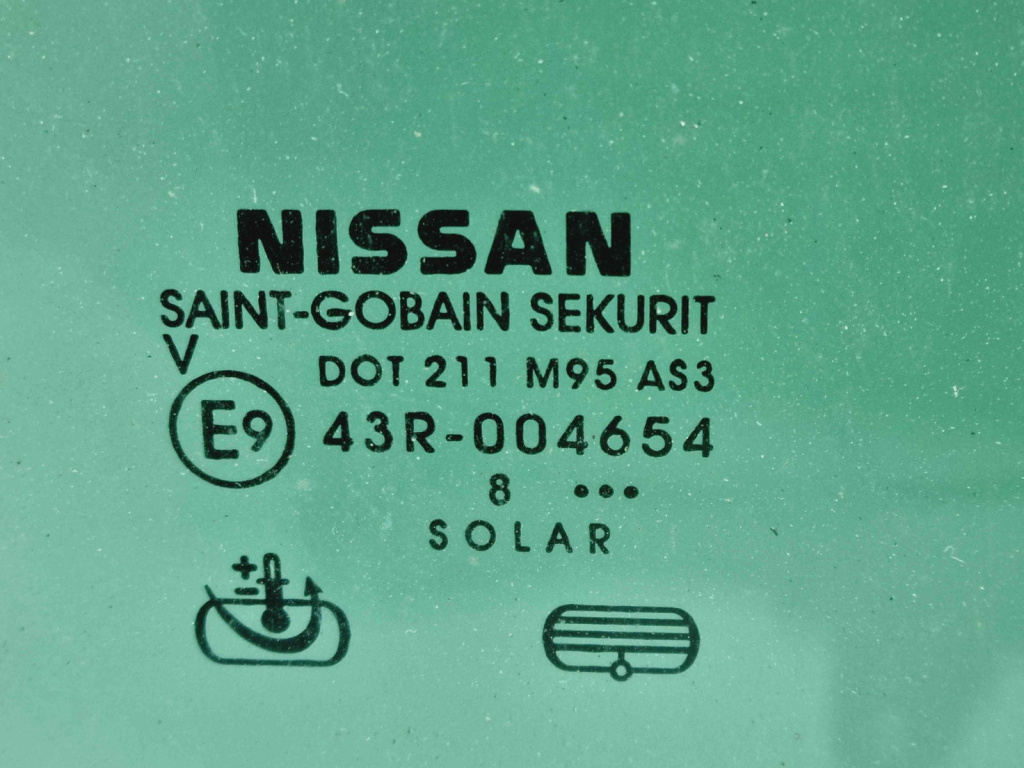 NISSAN
SAINT-GOBAIN SEKURIT
V
DOT 211 M95 AS3
E9 43R-004654
8 •••
SOLAR
±